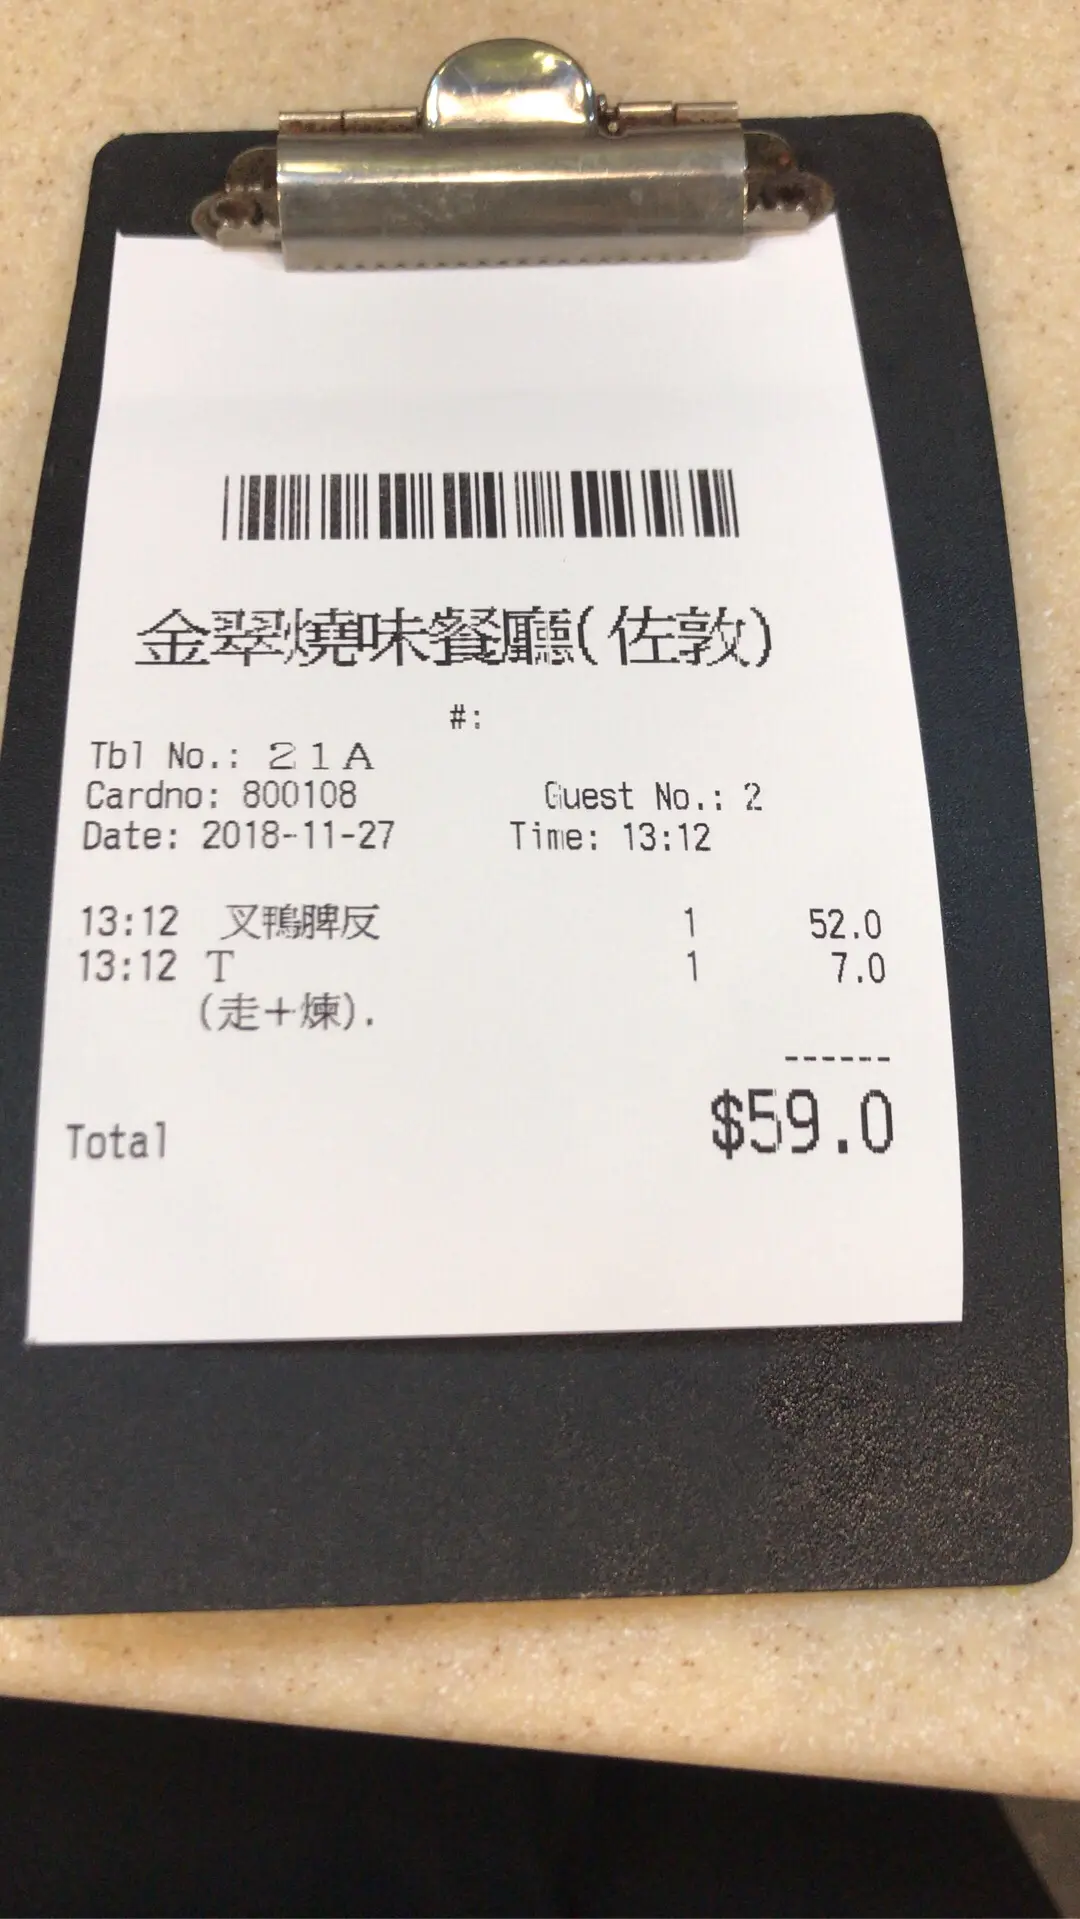 金翠燒味餐廳(佐敦)
#:
Tbl No.: 21A
Cardno: 800108 Guest No.: 2
Date: 2018-11-27 Time: 13:12
13:12 叉鴨脾反 1 52.0
13:12 T 1 7.0
(走+煉).
------
Total $59.0